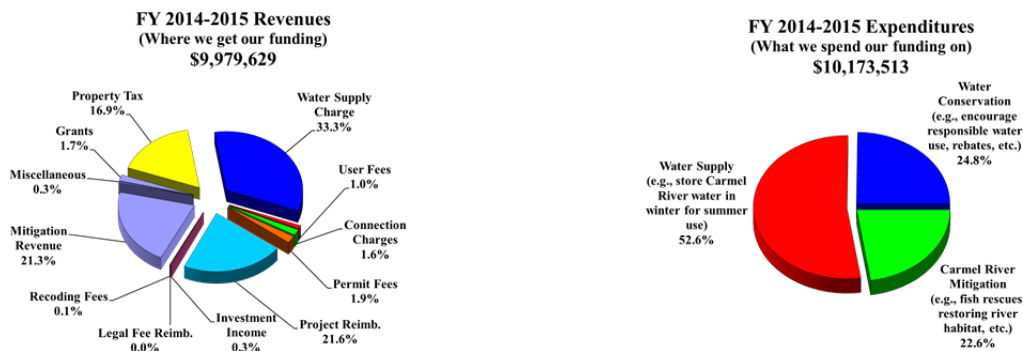 FY 2014-2015 Revenues
(Where we get our funding)
$9,979,629
Property Tax
16.9%
Water Supply
Charge
33.3%
Grants
1.7%
User Fees
1.0%
Miscellaneous
0.3%
Connection
Charges
1.6%
Mitigation
Revenue
21.3%
Permit Fees
1.9%
Recoding Fees
0.1%
Legal Fee Reimb.
0.0%
Investment
Income
0.3%
Project Reimb.
21.6%
FY 2014-2015 Expenditures
(What we spend our funding on)
$10,173,513
Water
Conservation
(e.g., encourage
responsible water
use, rebates, etc.)
24.8%
Water Supply
(e.g., store Carmel
River water in
winter for summer
use)
52.6%
Carmel River
Mitigation
(e.g., fish rescues
restoring river
habitat, etc.)
22.6%